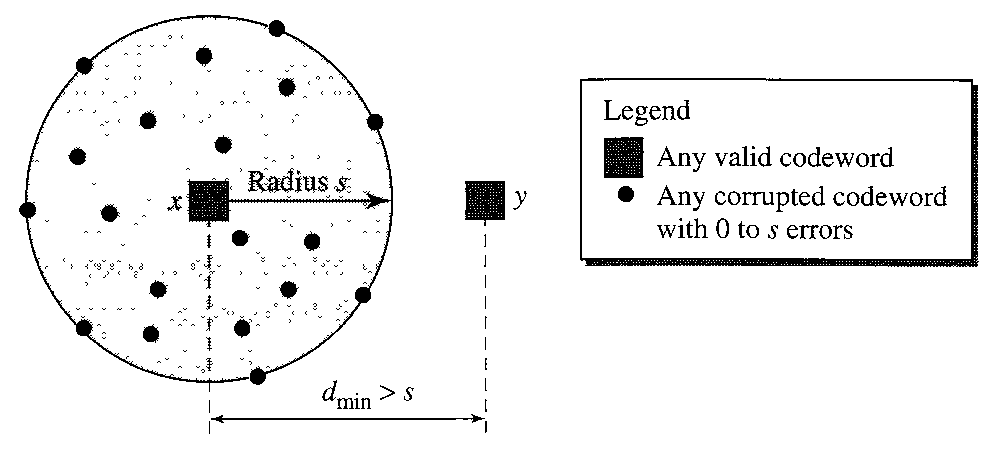 Radius s
x
y
d_min > s
Legend
Any valid codeword
Any corrupted codeword
with 0 to s errors